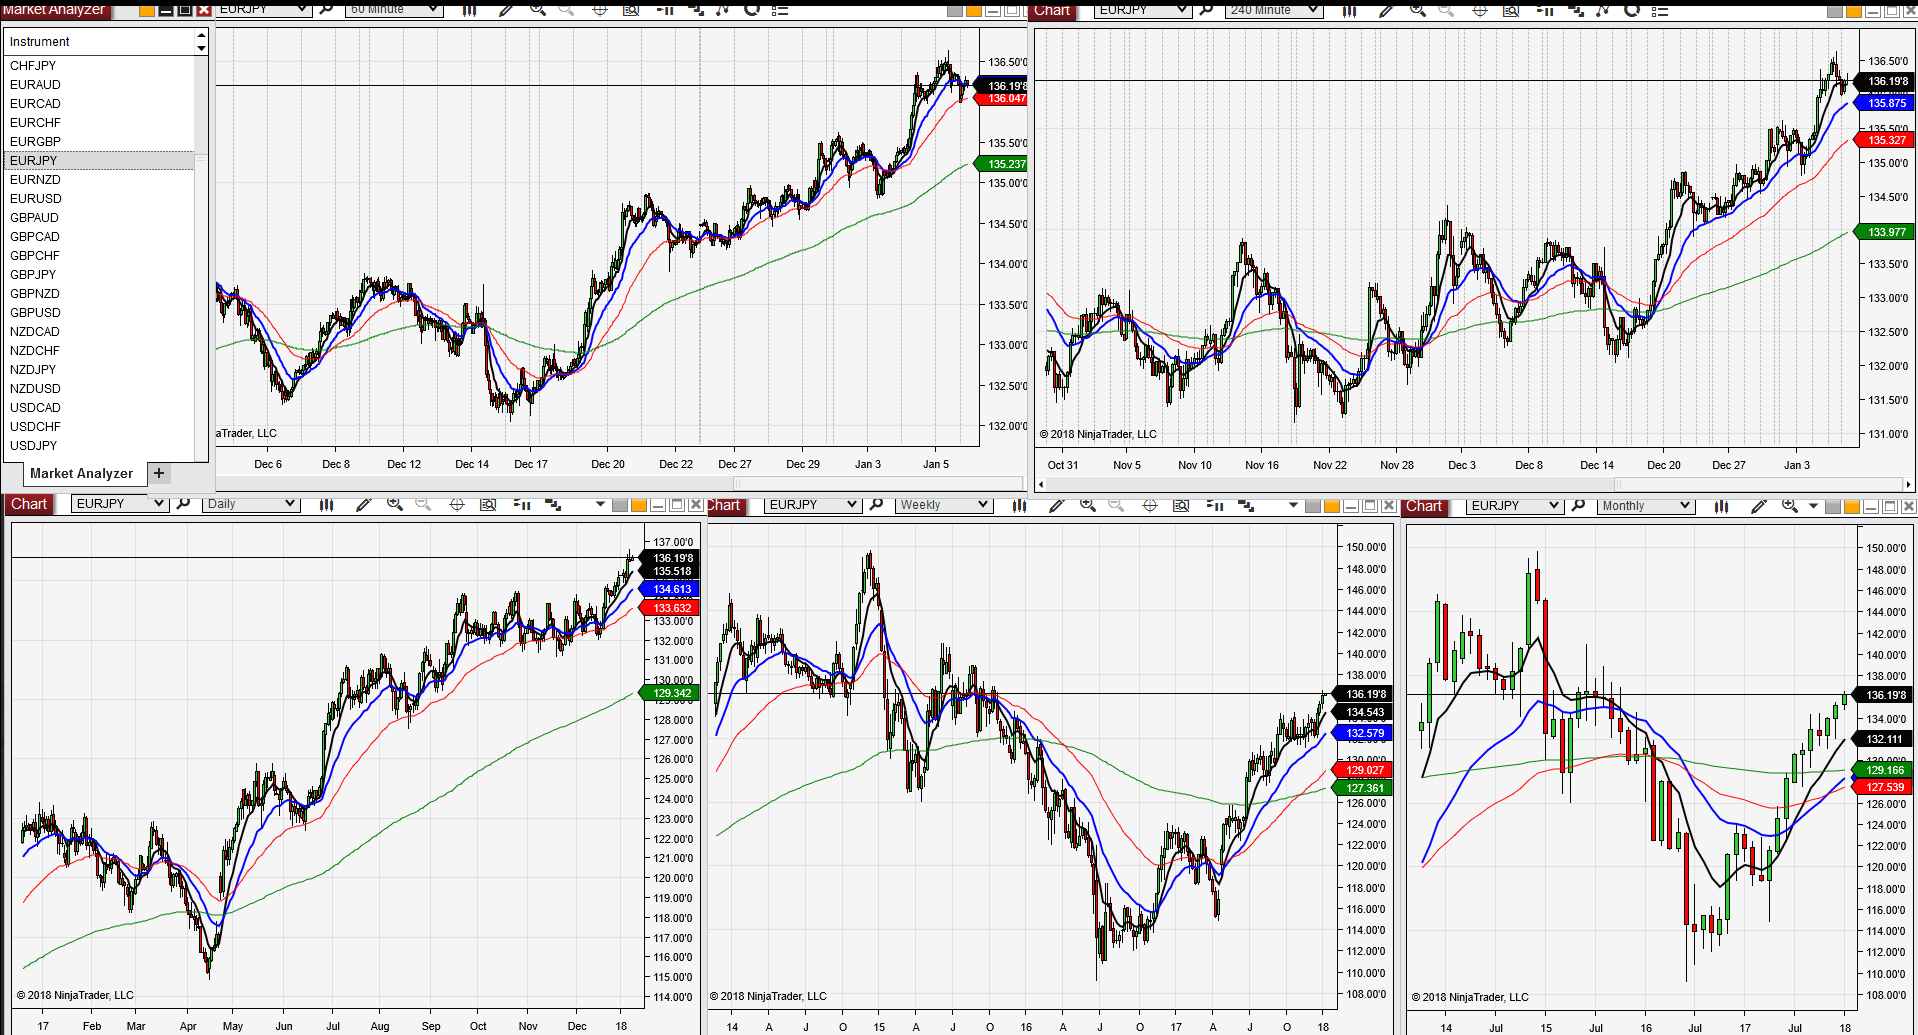 Market Analyzer
Instrument
CHFJPY
EURAUD
EURCAD
EURCHF
EURGBP
EURJPY
EURNZD
EURUSD
GBPAUD
GBPCAD
GBPCHF
GBPJPY
GBPNZD
GBPUSD
NZDCAD
NZDCHF
NZDJPY
NZDUSD
USDCAD
USDCHF
USDJPY
Market Analyzer +
EURJPY 60 Minute
136.50'0
136.19'8
136.047
135.50'0
135.237
135.00'0
134.50'0
134.00'0
133.50'0
133.00'0
132.50'0
132.00'0
aTrader, LLC
Dec 6 Dec 8 Dec 12 Dec 14 Dec 17 Dec 20 Dec 22 Dec 27 Dec 29 Jan 3 Jan 5
Chart EURJPY 240 Minute
136.50'0
136.19'8
135.875
135.50'0
135.327
135.00'0
134.50'0
133.977
133.50'0
133.00'0
132.50'0
132.00'0
131.50'0
131.00'0
© 2018 NinjaTrader, LLC
Oct 31 Nov 5 Nov 10 Nov 16 Nov 22 Nov 28 Dec 3 Dec 8 Dec 14 Dec 20 Dec 27 Jan 3
Chart EURJPY Daily
137.00'0
136.19'8
135.518
134.613
133.632
133.00'0
132.00'0
131.00'0
130.00'0
129.342
128.00'0
127.00'0
126.00'0
125.00'0
124.00'0
123.00'0
122.00'0
121.00'0
120.00'0
119.00'0
118.00'0
117.00'0
116.00'0
115.00'0
114.00'0
© 2018 NinjaTrader, LLC
17 Feb Mar Apr May Jun Jul Aug Sep Oct Nov Dec 18
Chart EURJPY Weekly
150.00'0
148.00'0
146.00'0
144.00'0
142.00'0
140.00'0
138.00'0
136.19'8
134.543
132.579
130.00'0
129.027
127.361
126.00'0
124.00'0
122.00'0
120.00'0
118.00'0
116.00'0
114.00'0
112.00'0
110.00'0
108.00'0
© 2018 NinjaTrader, LLC
14 A J O 15 A J O 16 A J O 17 A J O 18
Chart EURJPY Monthly
150.00'0
148.00'0
146.00'0
144.00'0
142.00'0
140.00'0
138.00'0
136.19'8
134.00'0
132.111
129.166
127.539
126.00'0
124.00'0
122.00'0
120.00'0
118.00'0
116.00'0
114.00'0
112.00'0
110.00'0
108.00'0
© 2018 NinjaTrader, LLC
14 Jul 15 Jul 16 Jul 17 Jul 18